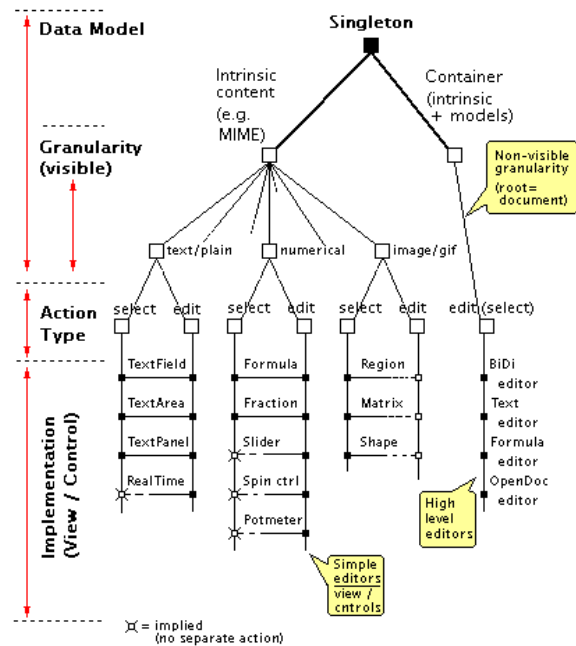 Singleton
Data Model
Intrinsic
content
(e.g.
MIME)
Container
(intrinsic
+ models)
Granularity
(visible)
Non-visible
granularity
(root=
document)
text/plain
numerical
image/gif
Action
Type
select edit
select edit
select edit
edit (select)
Implementation
(View / Control)
TextField
TextArea
TextPanel
RealTime
Formula
Fraction
Slider
Spin ctrl
Potmeter
Region
Matrix
Shape
BiDi
editor
Text
editor
Formula
editor
OpenDoc
editor
High
level
editors
Simple
editors
view /
cntrols
= implied
(no separate action)